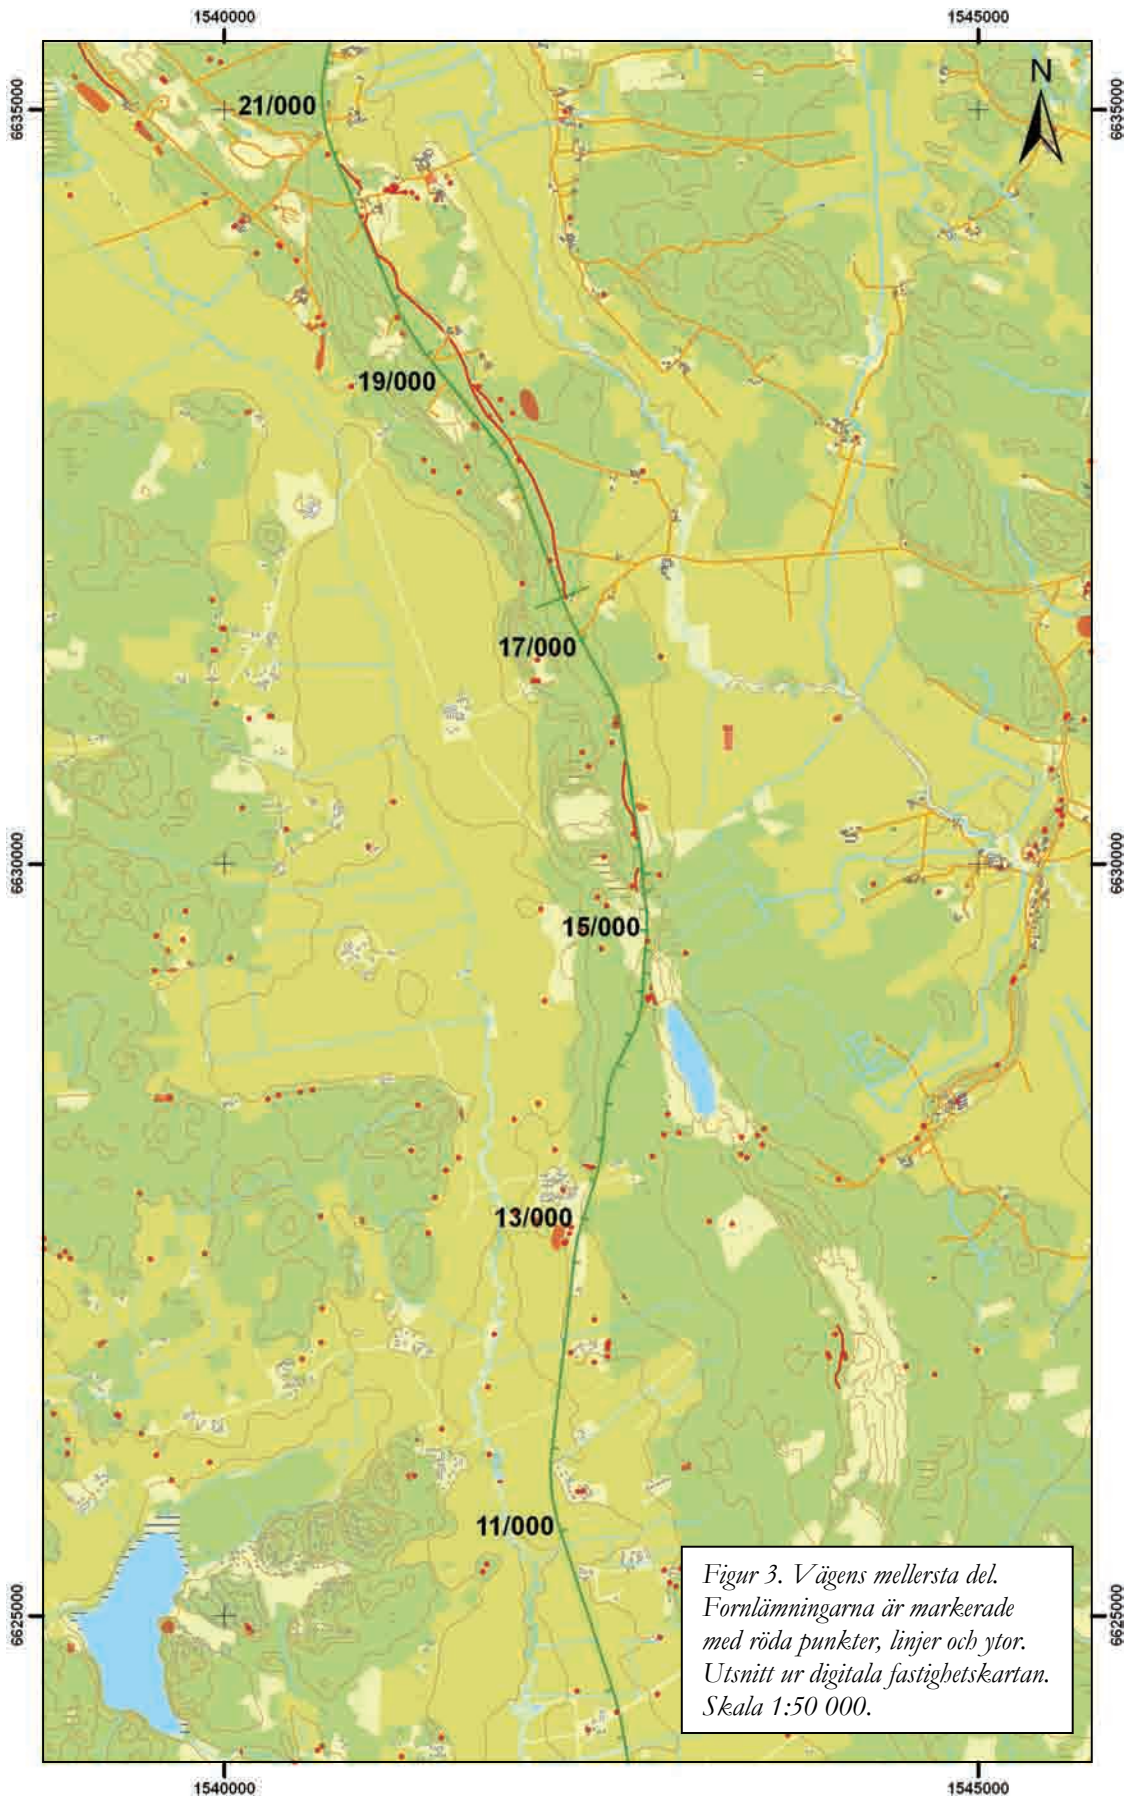 1540000
1545000
6635000
6635000
N
21/000
19/000
17/000
6630000
6630000
15/000
13/000
11/000
6625000
6625000
Figur 3. Vägens mellersta del.
Fornlämningarna är markerade
med röda punkter, linjer och ytor.
Utsnitt ur digitala fastighetskartan.
Skala 1:50 000.
1540000
1545000